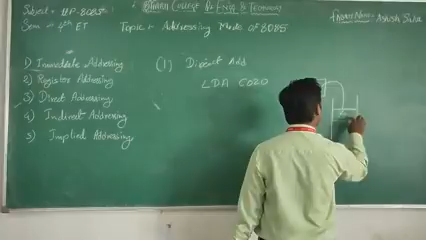 Subject: MP-8085
Sem = 4th ET
Topic: Addressing Mode of 8085
1) Immediate Addressing
2) Register Addressing
3) Direct Addressing
4) Indirect Addressing
5) Implied Addressing
(1) Direct Add
LDA C020